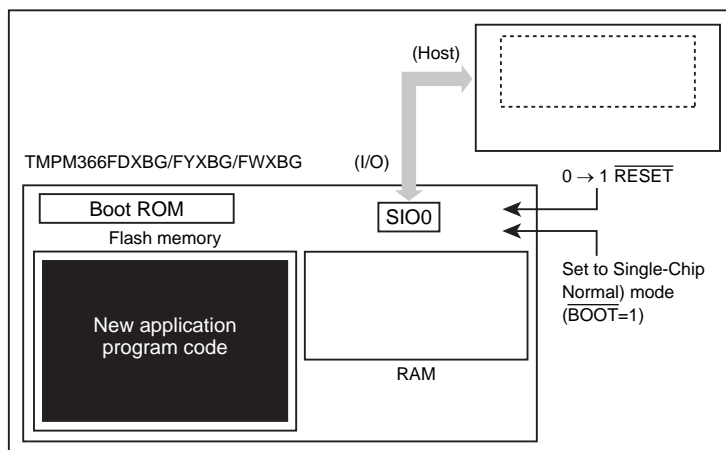 (Host)
TMPM366FDXBG/FYXBG/FWXBG
(I/O)
0 → 1 RESET
Boot ROM
SIO0
Flash memory
Set to Single-Chip
Normal) mode
(BOOT=1)
New application
program code
RAM